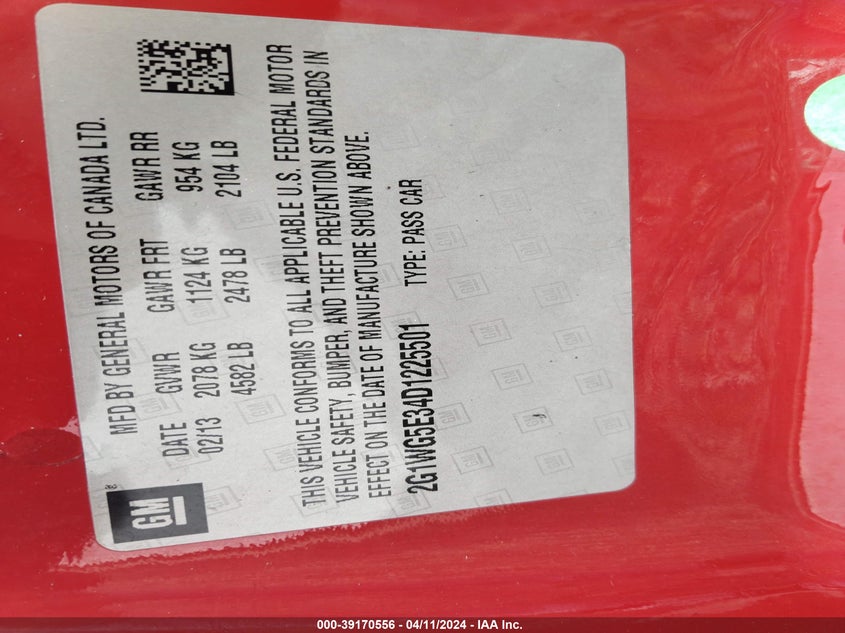 GM
MFD BY GENERAL MOTORS OF CANADA LTD.
DATE GVWR GAWR FRT GAWR RR
02/13 2078 KG 1124 KG 954 KG
4582 LB 2478 LB 2104 LB
THIS VEHICLE CONFORMS TO ALL APPLICABLE U.S. FEDERAL MOTOR
VEHICLE SAFETY, BUMPER, AND THEFT PREVENTION STANDARDS IN
EFFECT ON THE DATE OF MANUFACTURE SHOWN ABOVE.
2G1WG5E34D1225501 TYPE: PASS CAR
000-39170556 — 04/11/2024 — IAA Inc.